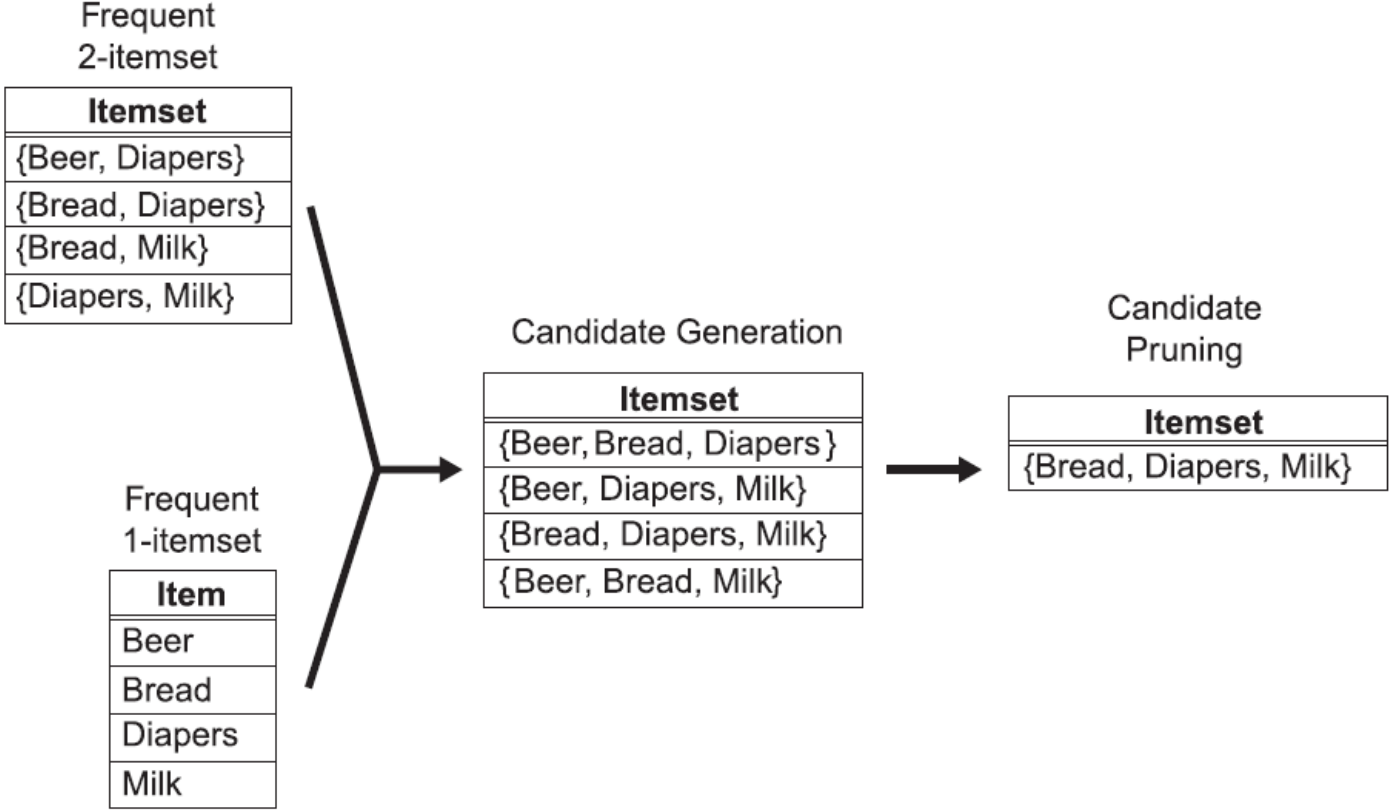 Frequent
2-itemset
Itemset
{Beer, Diapers}
{Bread, Diapers}
{Bread, Milk}
{Diapers, Milk}
Frequent
1-itemset
Item
Beer
Bread
Diapers
Milk
Candidate Generation
Itemset
{Beer, Bread, Diapers}
{Beer, Diapers, Milk}
{Bread, Diapers, Milk}
{Beer, Bread, Milk}
Candidate
Pruning
Itemset
{Bread, Diapers, Milk}